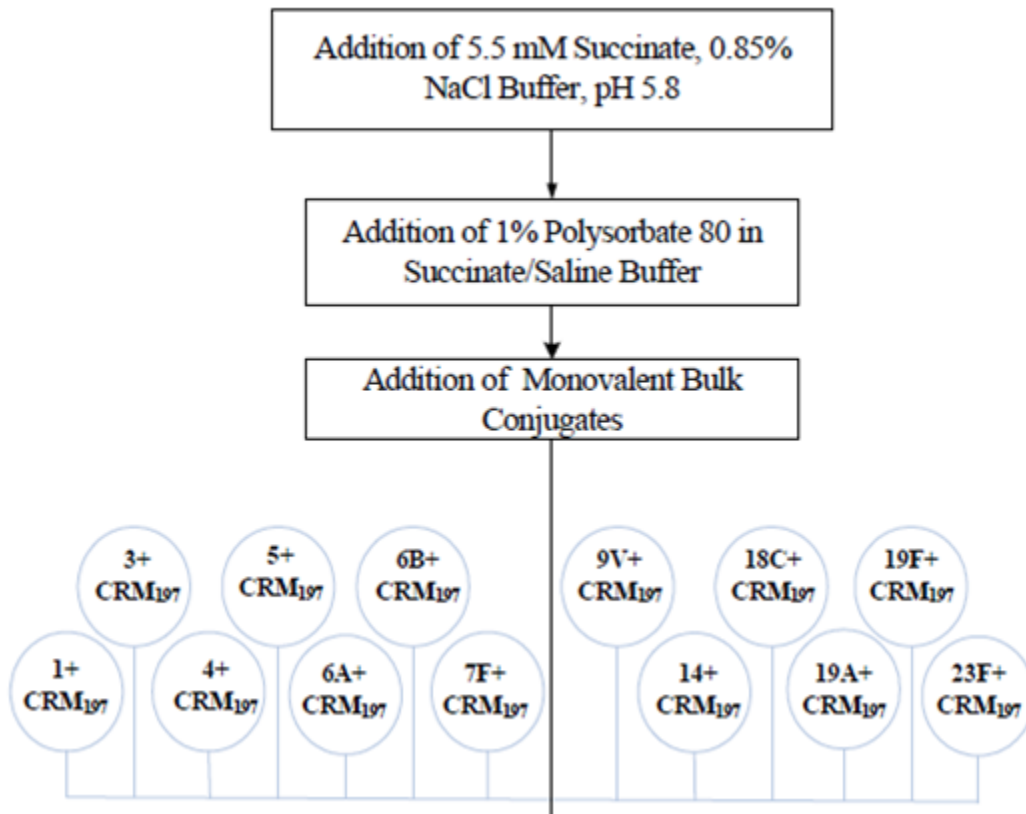 Addition of 5.5 mM Succinate, 0.85%
NaCl Buffer, pH 5.8
Addition of 1% Polysorbate 80 in
Succinate/Saline Buffer
Addition of Monovalent Bulk
Conjugates
3+
CRM₁₉₇
5+
CRM₁₉₇
6B+
CRM₁₉₇
9V+
CRM₁₉₇
18C+
CRM₁₉₇
19F+
CRM₁₉₇
1+
CRM₁₉₇
4+
CRM₁₉₇
6A+
CRM₁₉₇
7F+
CRM₁₉₇
14+
CRM₁₉₇
19A+
CRM₁₉₇
23F+
CRM₁₉₇